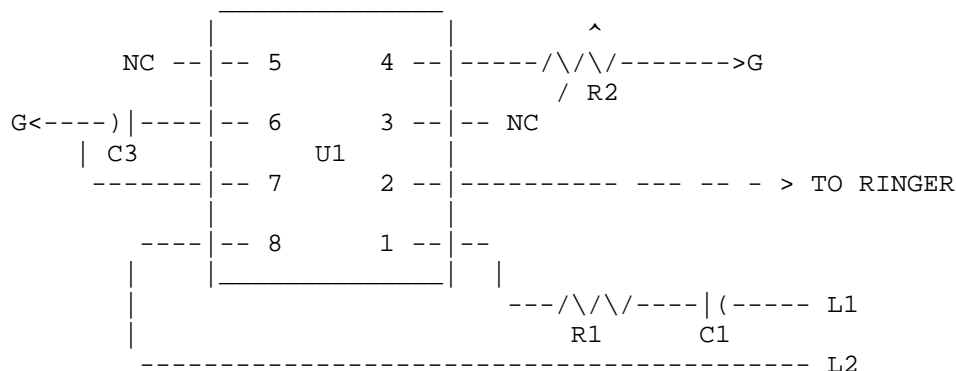 NC -- -- 5 4 -- -----/\/\/------->G
/ R2
G<----)|---- -- 6 3 -- -- NC
C3 U1
------- -- 7 2 -- ---------- --- -- - > TO RINGER
---- -- 8 1 -- --
---/\/\/----|(----- L1
R1 C1
------------------------------------------ L2